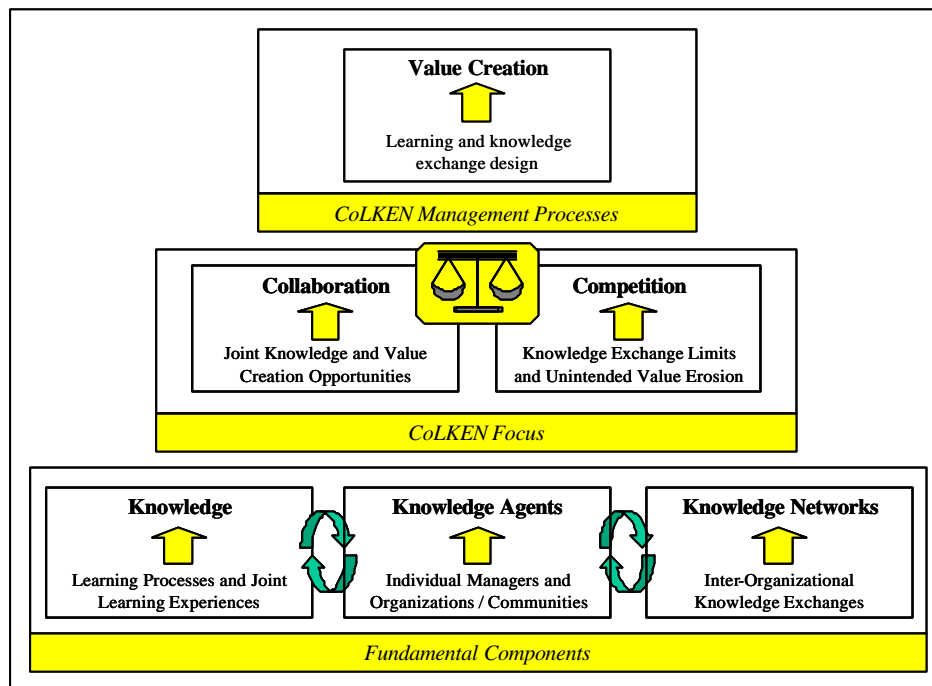 Value Creation
Learning and knowledge
exchange design
CoLKEN Management Processes
Collaboration
Joint Knowledge and Value
Creation Opportunities
Competition
Knowledge Exchange Limits
and Unintended Value Erosion
CoLKEN Focus
Knowledge
Learning Processes and Joint
Learning Experiences
Knowledge Agents
Individual Managers and
Organizations / Communities
Knowledge Networks
Inter-Organizational
Knowledge Exchanges
Fundamental Components